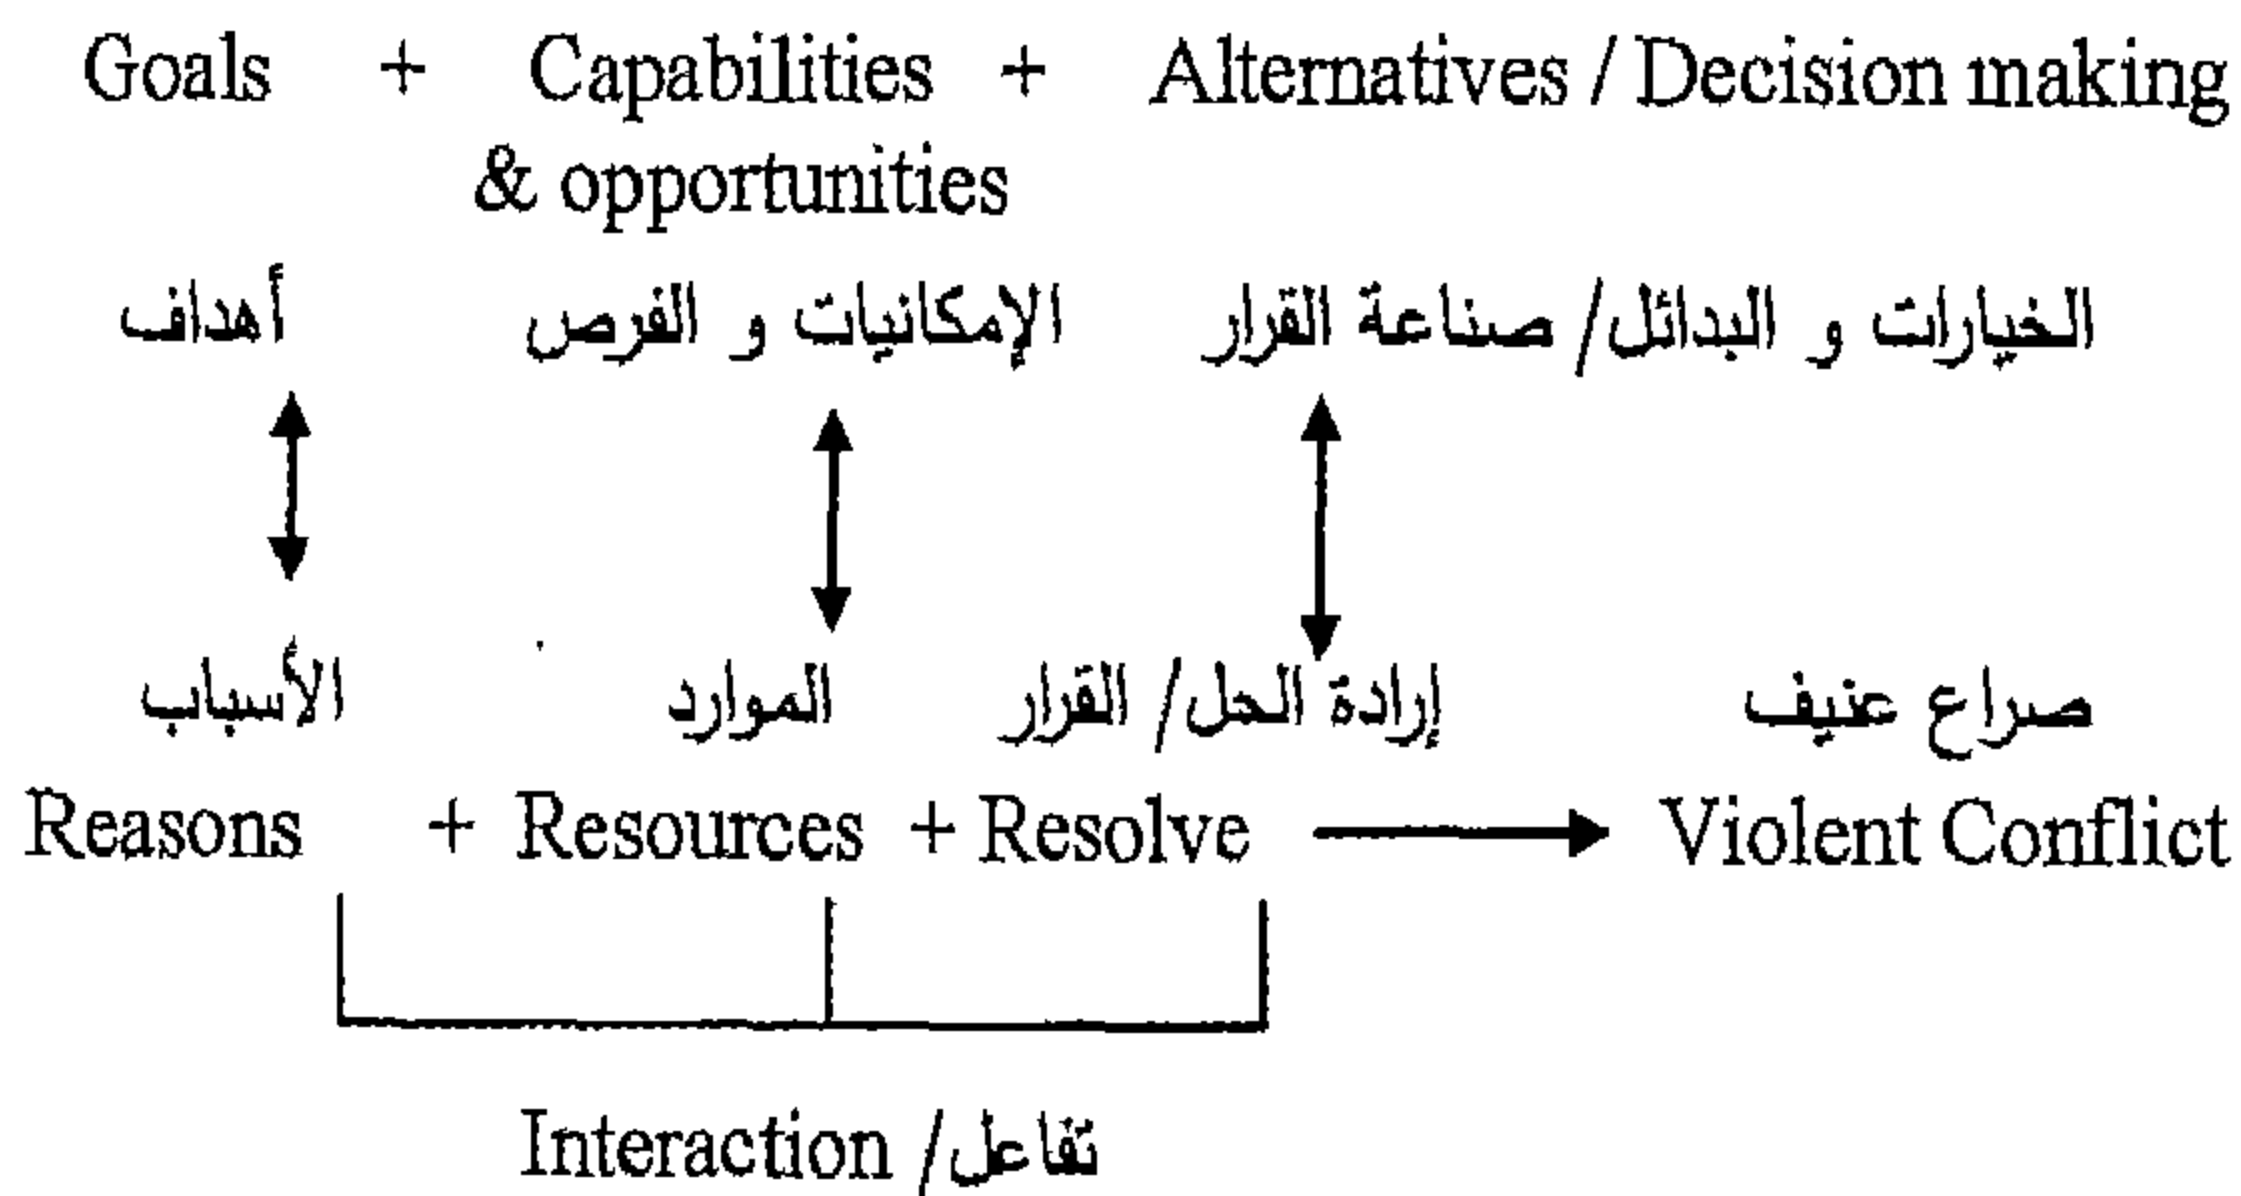 Goals + Capabilities + Alternatives / Decision making
& opportunities
أهداف الإمكانيات و الفرص الخيارات و البدائل/ صناعة القرار
الأسباب الموارد إرادة الحل/ القرار صراع عنيف
Reasons + Resources + Resolve Violent Conflict
Interaction /تفاعل